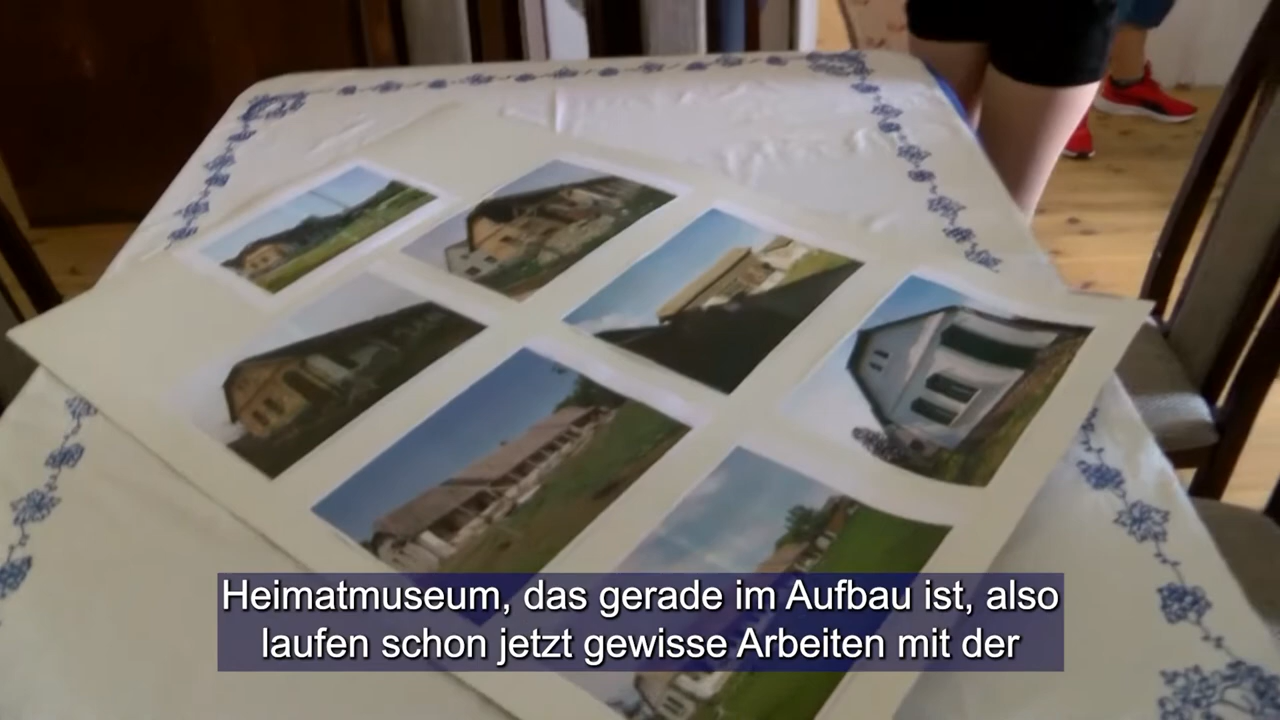 Heimatmuseum, das gerade im Aufbau ist, also
laufen schon jetzt gewisse Arbeiten mit der